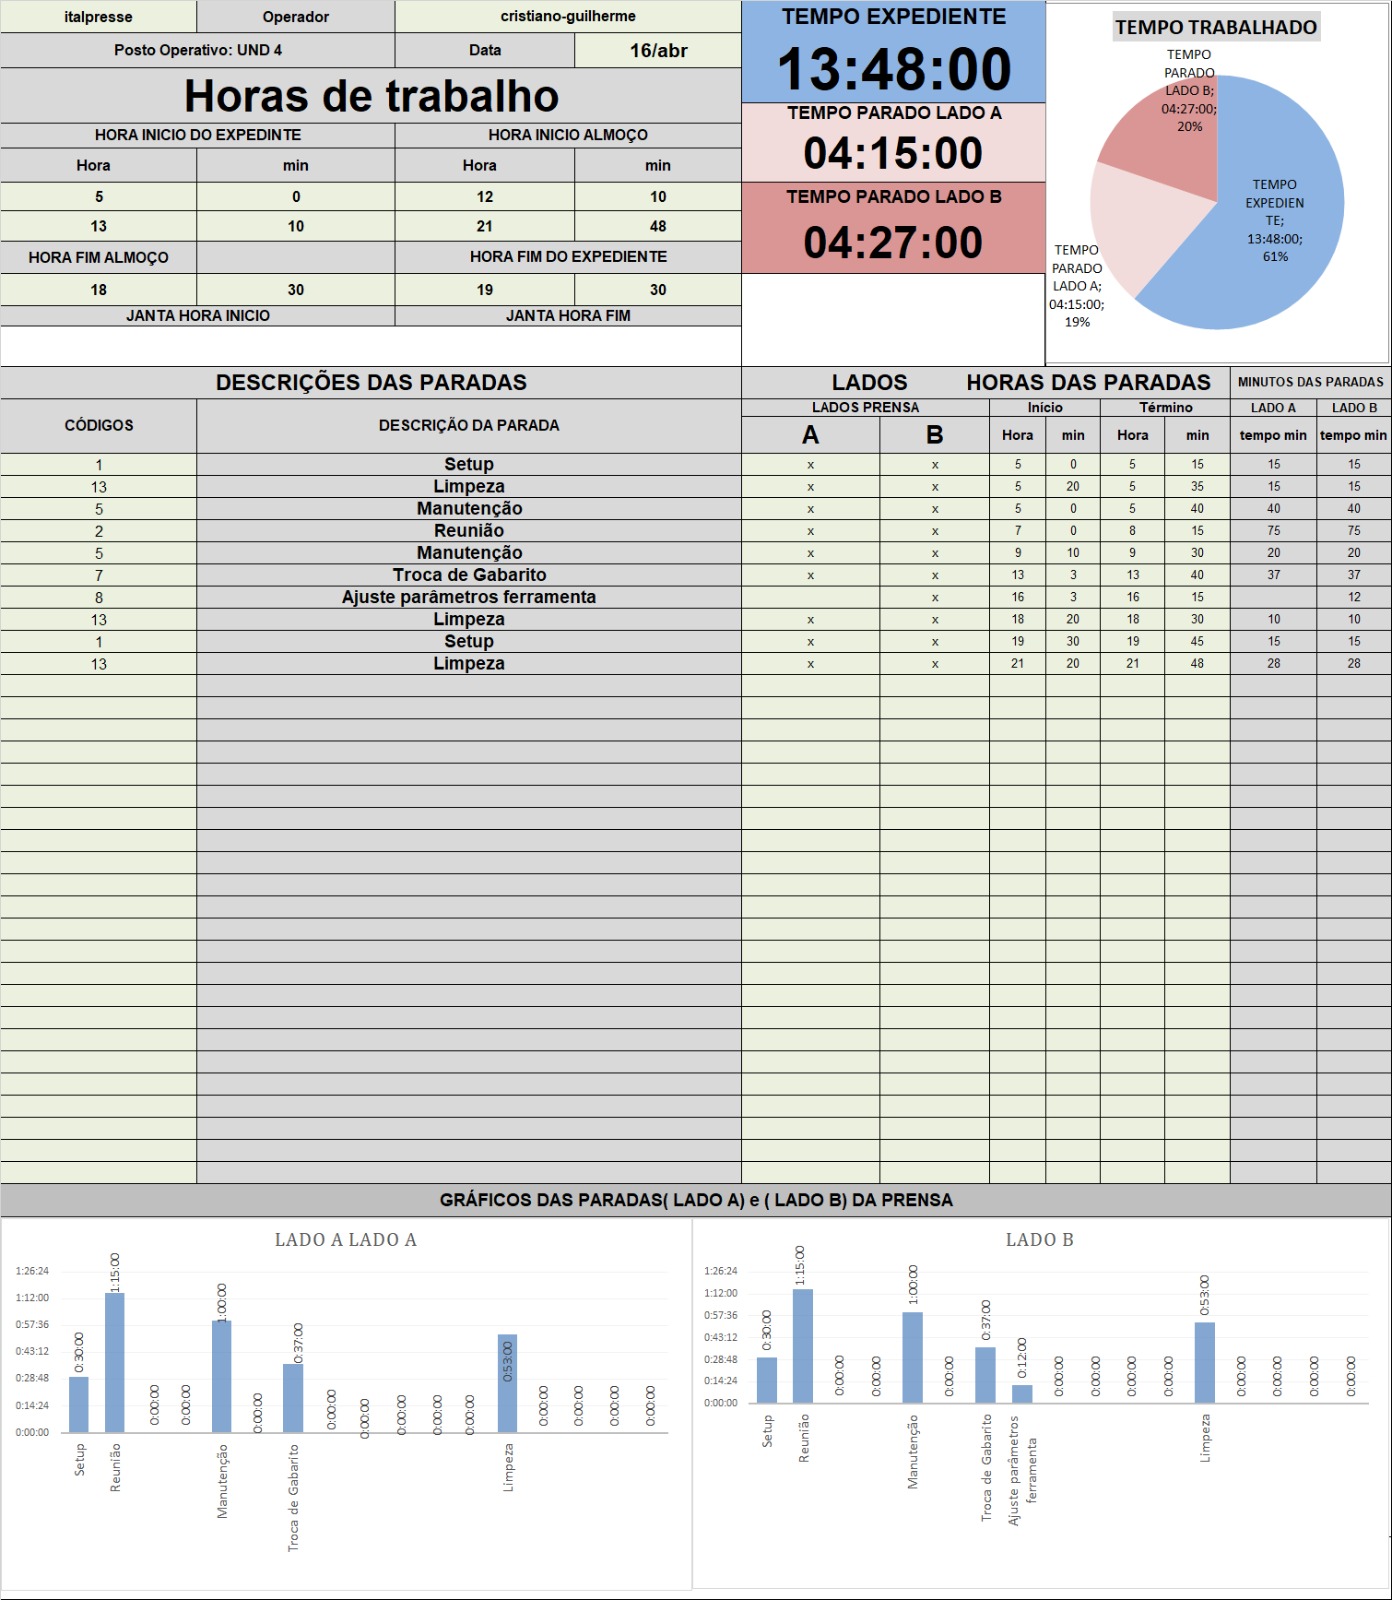 italpresse Operador cristiano-guilherme
Posto Operativo: UND 4 Data 16/abr
Horas de trabalho
HORA INICIO DO EXPEDINTE HORA INICIO ALMOÇO
Hora min Hora min
5 0 12 10
13 10 21 48
HORA FIM ALMOÇO HORA FIM DO EXPEDIENTE
18 30 19 30
JANTA HORA INICIO JANTA HORA FIM
TEMPO EXPEDIENTE
13:48:00
TEMPO PARADO LADO A
04:15:00
TEMPO PARADO LADO B
04:27:00
TEMPO TRABALHADO
TEMPO
PARADO
LADO B;
04:27:00;
20%
TEMPO
EXPEDIEN
TE;
13:48:00;
61%
TEMPO
PARADO
LADO A;
04:15:00;
19%
DESCRIÇÕES DAS PARADAS LADOS HORAS DAS PARADAS MINUTOS DAS PARADAS
CÓDIGOS DESCRIÇÃO DA PARADA LADOS PRENSA Início Término LADO A LADO B
A B Hora min Hora min tempo min tempo min
1 Setup x x 5 0 5 15 15 15
13 Limpeza x x 5 20 5 35 15 15
5 Manutenção x x 5 0 5 40 40 40
2 Reunião x x 7 0 8 15 75 75
5 Manutenção x x 9 10 9 30 20 20
7 Troca de Gabarito x x 13 3 13 40 37 37
8 Ajuste parâmetros ferramenta x 16 3 16 15 12
13 Limpeza x x 18 20 18 30 10 10
1 Setup x x 19 30 19 45 15 15
13 Limpeza x x 21 20 21 48 28 28
GRÁFICOS DAS PARADAS( LADO A) e ( LADO B) DA PRENSA
LADO A LADO A
1:26:24
1:12:00
0:57:36
0:43:12
0:28:48
0:14:24
0:00:00
0:30:00
1:15:00
0:00:00
0:00:00
1:00:00
0:00:00
0:37:00
0:00:00
0:00:00
0:00:00
0:00:00
0:00:00
0:53:00
0:00:00
0:00:00
0:00:00
0:00:00
Setup
Reunião
Manutenção
Troca de Gabarito
Limpeza
LADO B
1:26:24
1:12:00
0:57:36
0:43:12
0:28:48
0:14:24
0:00:00
0:30:00
1:15:00
0:00:00
0:00:00
1:00:00
0:00:00
0:37:00
0:12:00
0:00:00
0:00:00
0:00:00
0:00:00
0:53:00
0:00:00
0:00:00
0:00:00
0:00:00
Setup
Reunião
Manutenção
Troca de Gabarito
Ajuste parâmetros
ferramenta
Limpeza